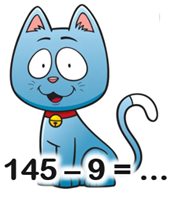 145 – 9 = ...